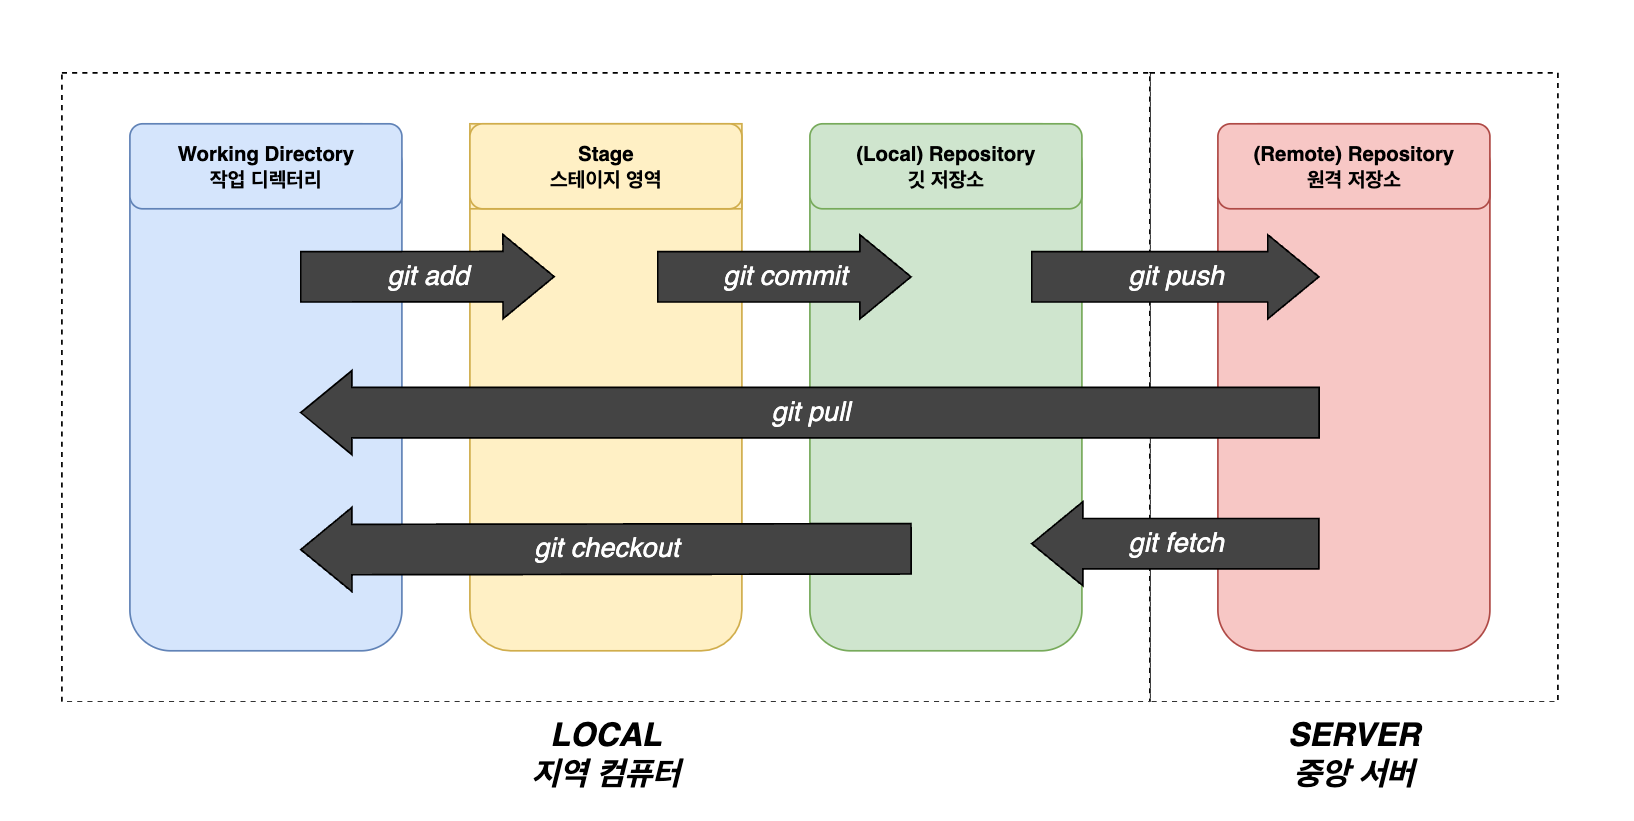 Working Directory
작업 디렉터리
Stage
스테이지 영역
(Local) Repository
깃 저장소
(Remote) Repository
원격 저장소
git add
git commit
git push
git pull
git checkout
git fetch
LOCAL
지역 컴퓨터
SERVER
중앙 서버